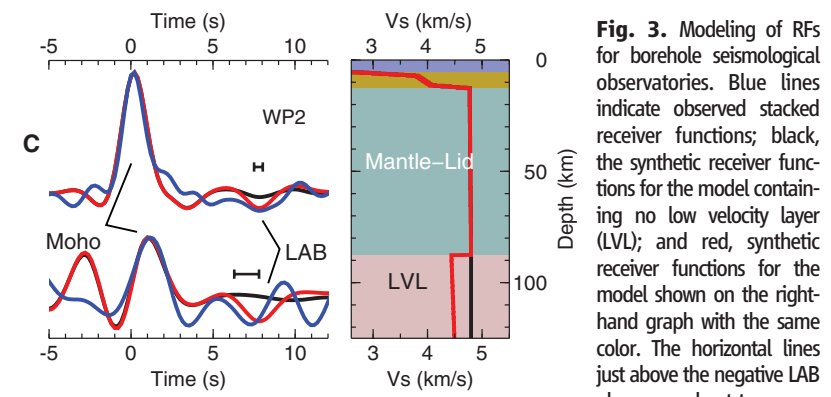 Time (s)
-5 0 5 10
WP2
C
Moho
LAB
-5 0 5 10
Time (s)
Vs (km/s)
3 4 5
0
Mantle–Lid
50
Depth (km)
LVL
100
3 4 5
Vs (km/s)
Fig. 3. Modeling of RFs
for borehole seismological
observatories. Blue lines
indicate observed stacked
receiver functions; black,
the synthetic receiver func-
tions for the model contain-
ing no low velocity layer
(LVL); and red, synthetic
receiver functions for the
model shown on the right-
hand graph with the same
color. The horizontal lines
just above the negative LAB